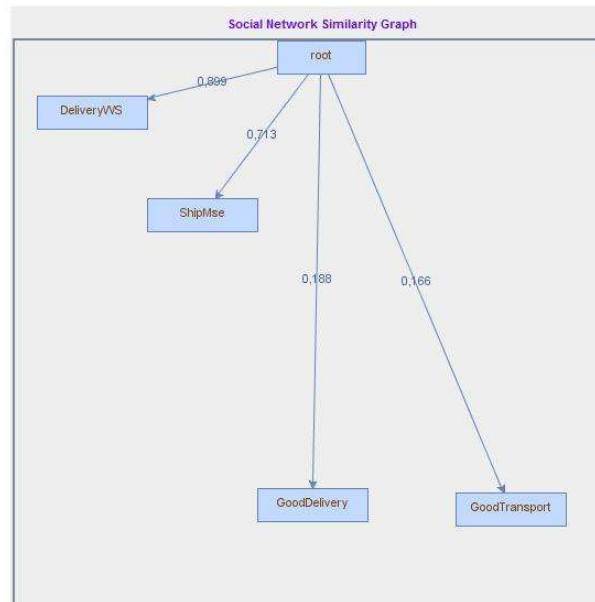 Social Network Similarity Graph
root
0,899
DeliveryWS
0,713
ShipMse
0,188
0,166
GoodDelivery
GoodTransport